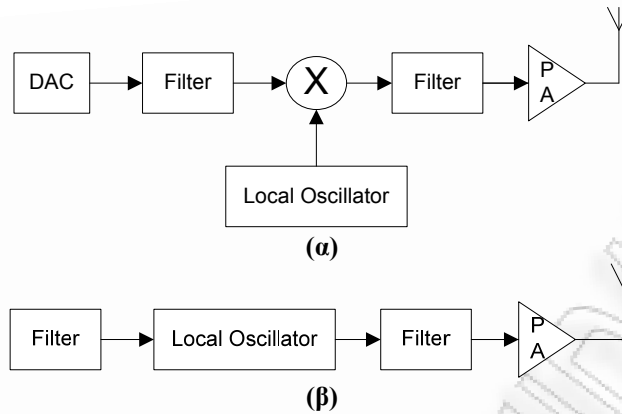 DAC
Filter
X
Filter
P
A
Local Oscillator
(α)
Filter
Local Oscillator
Filter
P
A
(β)